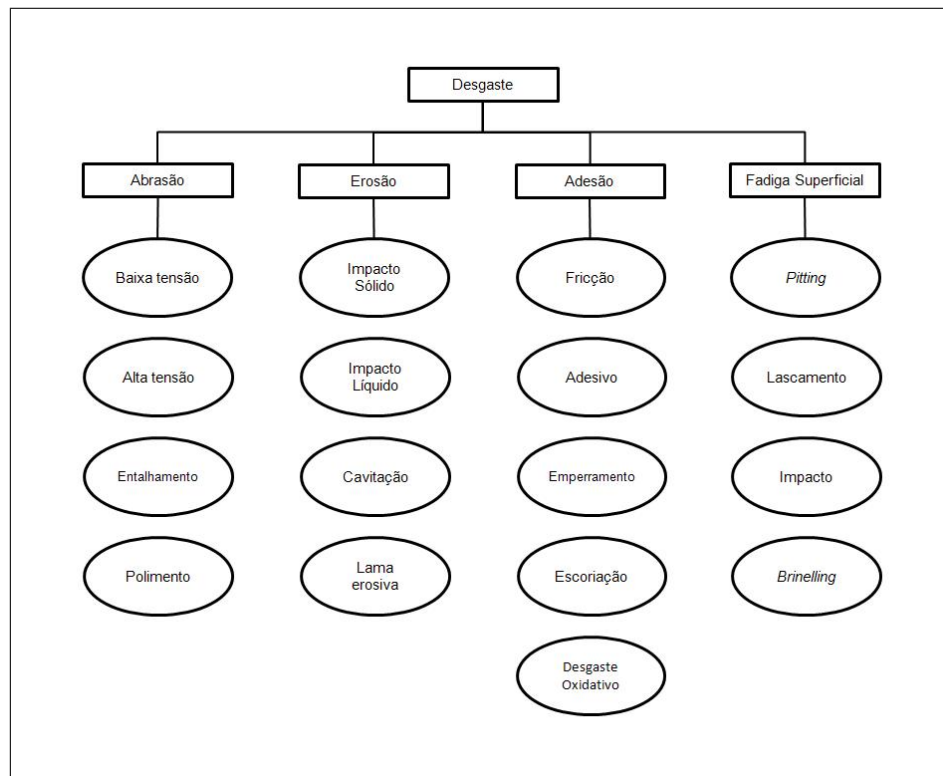 Desgaste
Abrasão
Erosão
Adesão
Fadiga Superficial
Baixa tensão
Impacto
Sólido
Fricção
Pitting
Alta tensão
Impacto
Líquido
Adesivo
Lascamento
Entalhamento
Cavitação
Emperramento
Impacto
Polimento
Lama
erosiva
Escoriação
Brinelling
Desgaste
Oxidativo